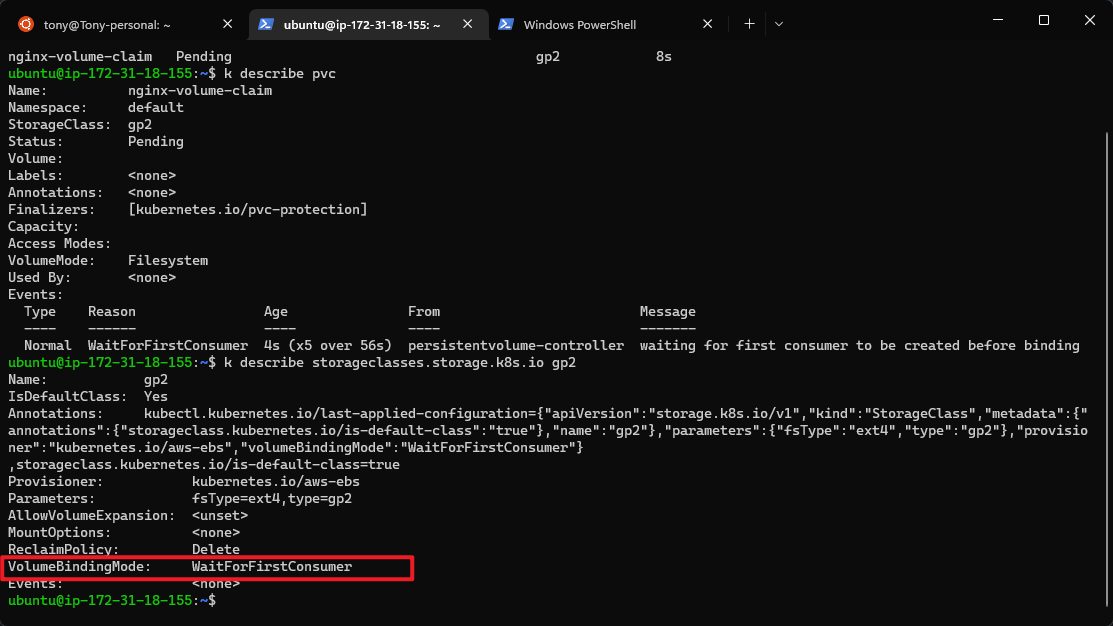 tony@Tony-personal: ~
ubuntu@ip-172-31-18-155: ~
Windows PowerShell
nginx-volume-claim   Pending                                      gp2            8s
ubuntu@ip-172-31-18-155:~$ k describe pvc
Name:          nginx-volume-claim
Namespace:     default
StorageClass:  gp2
Status:        Pending
Volume:
Labels:        <none>
Annotations:   <none>
Finalizers:    [kubernetes.io/pvc-protection]
Capacity:
Access Modes:
VolumeMode:    Filesystem
Used By:       <none>
Events:
  Type    Reason                Age                From                         Message
  ----    ------                ----               ----                         -------
  Normal  WaitForFirstConsumer  4s (x5 over 56s)  persistentvolume-controller  waiting for first consumer to be created before binding
ubuntu@ip-172-31-18-155:~$ k describe storageclasses.storage.k8s.io gp2
Name:            gp2
IsDefaultClass:  Yes
Annotations:     kubectl.kubernetes.io/last-applied-configuration={"apiVersion":"storage.k8s.io/v1","kind":"StorageClass","metadata":{"
annotations":{"storageclass.kubernetes.io/is-default-class":"true"},"name":"gp2"},"parameters":{"fsType":"ext4","type":"gp2"},"provisio
ner":"kubernetes.io/aws-ebs","volumeBindingMode":"WaitForFirstConsumer"}
,storageclass.kubernetes.io/is-default-class=true
Provisioner:           kubernetes.io/aws-ebs
Parameters:            fsType=ext4,type=gp2
AllowVolumeExpansion:  <unset>
MountOptions:          <none>
ReclaimPolicy:         Delete
VolumeBindingMode:     WaitForFirstConsumer
Events:                <none>
ubuntu@ip-172-31-18-155:~$